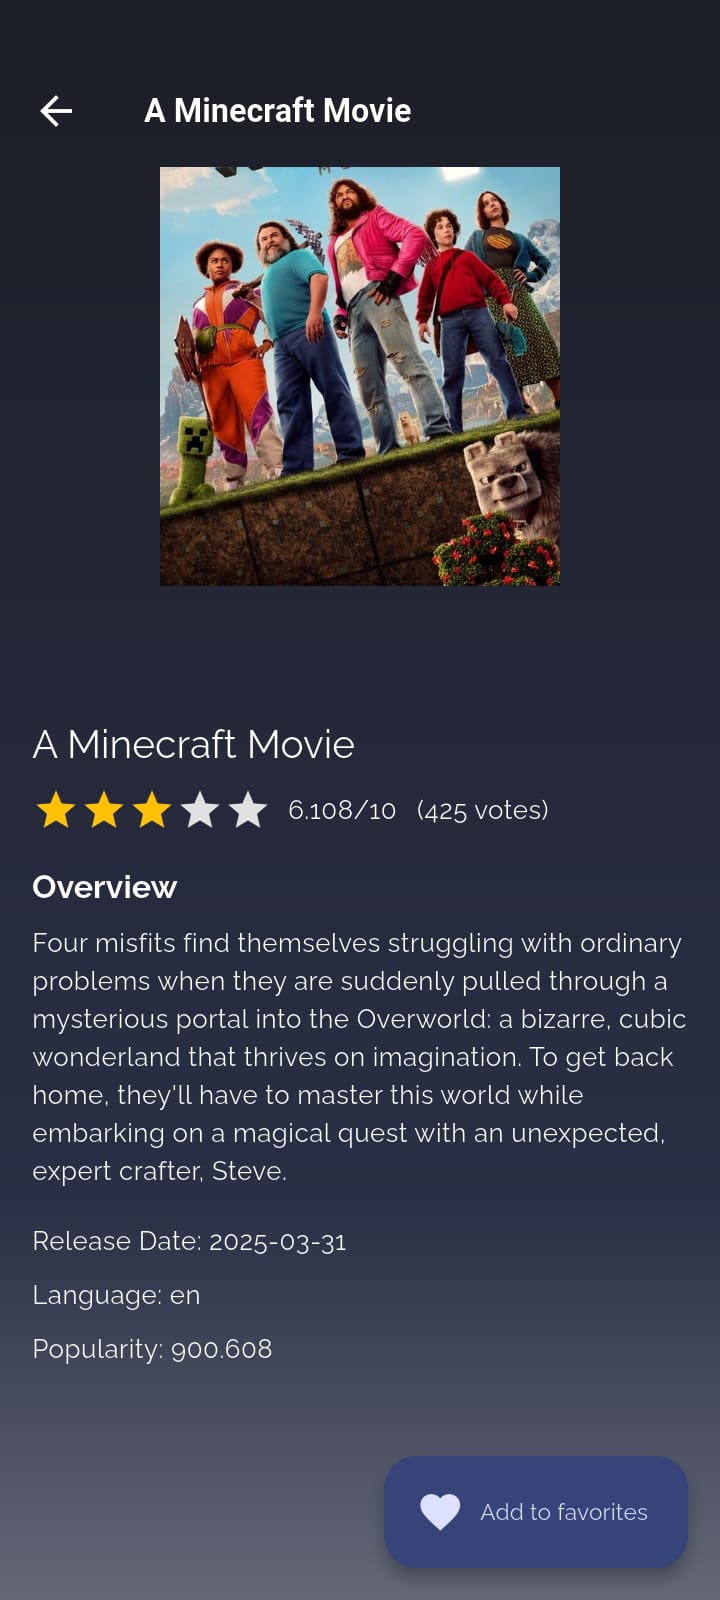 A Minecraft Movie
A Minecraft Movie
6.108/10 (425 votes)
Overview
Four misfits find themselves struggling with ordinary
problems when they are suddenly pulled through a
mysterious portal into the Overworld: a bizarre, cubic
wonderland that thrives on imagination. To get back
home, they'll have to master this world while
embarking on a magical quest with an unexpected,
expert crafter, Steve.
Release Date: 2025-03-31
Language: en
Popularity: 900.608
Add to favorites